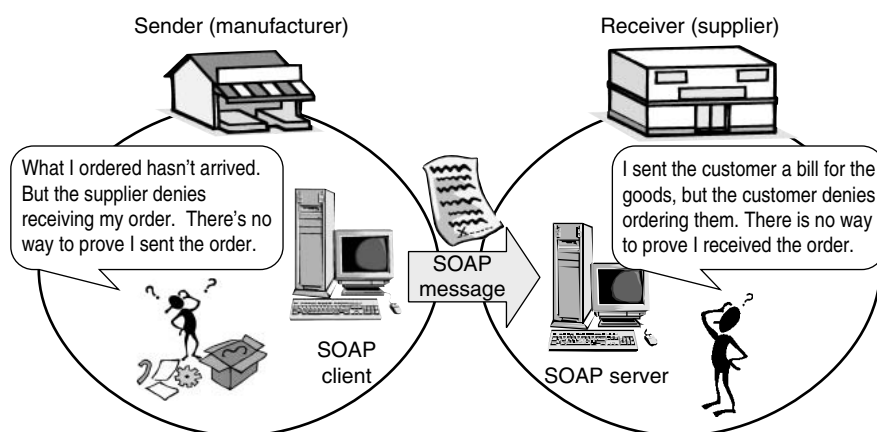 Sender (manufacturer)
Receiver (supplier)
What I ordered hasn't arrived.
But the supplier denies
receiving my order. There's no
way to prove I sent the order.
I sent the customer a bill for the
goods, but the customer denies
ordering them. There is no way
to prove I received the order.
SOAP
message
SOAP
client
SOAP server
? ?
?